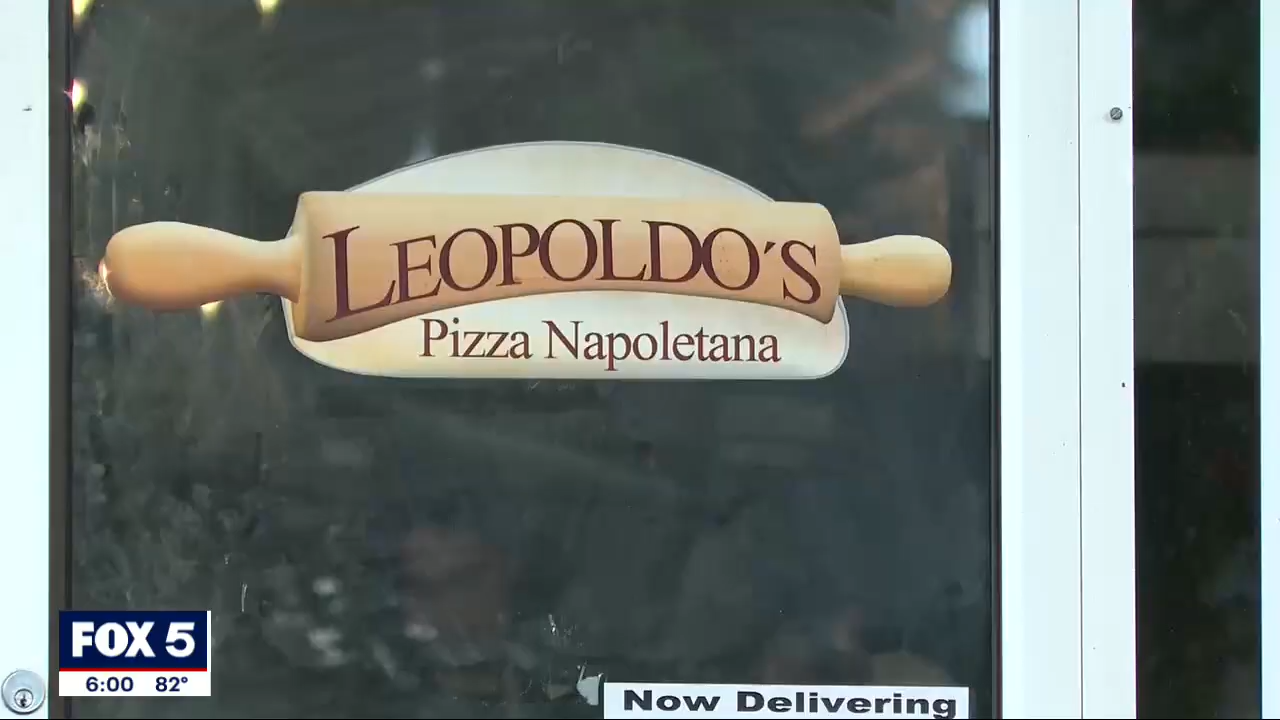 LEOPOLDO´S
Pizza Napoletana
FOX 5
6:00 82°
Now Delivering